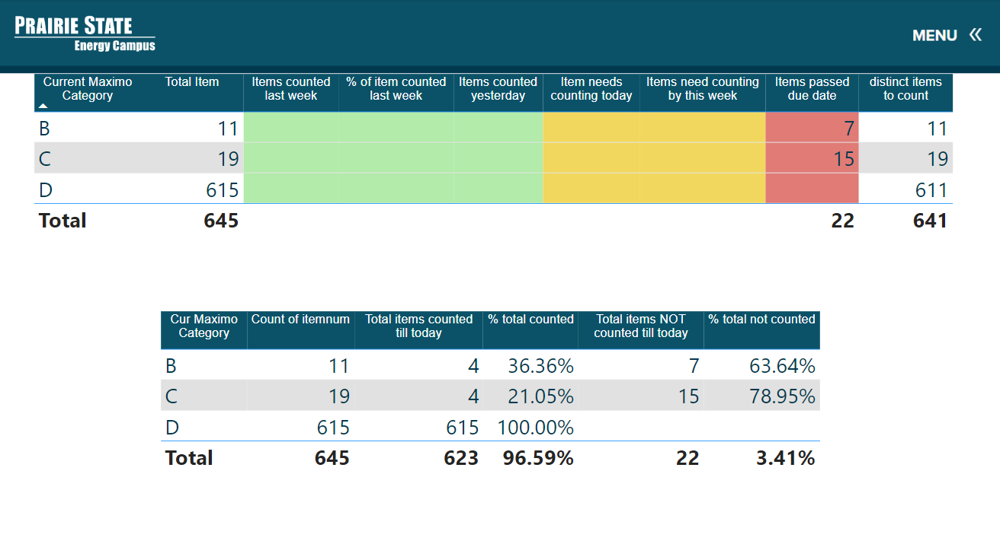 PRAIRIE STATE
Energy Campus
MENU
Current Maximo Category Total Item Items counted last week % of item counted last week Items counted yesterday Item needs counting today Items need counting by this week Items passed due date distinct items to count
B 11 7 11
C 19 15 19
D 615 611
Total 645 22 641
Cur Maximo Category Count of itemnum Total items counted till today % total counted Total items NOT counted till today % total not counted
B 11 4 36.36% 7 63.64%
C 19 4 21.05% 15 78.95%
D 615 615 100.00%
Total 645 623 96.59% 22 3.41%